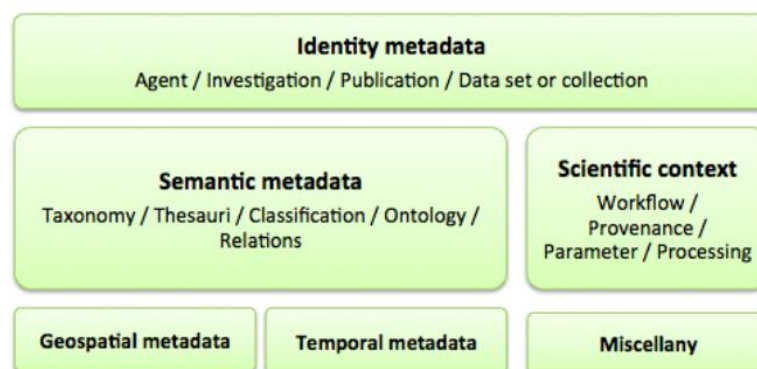 Identity metadata
Agent / Investigation / Publication / Data set or collection
Semantic metadata
Taxonomy / Thesauri / Classification / Ontology /
Relations
Scientific context
Workflow /
Provenance /
Parameter / Processing
Geospatial metadata
Temporal metadata
Miscellany